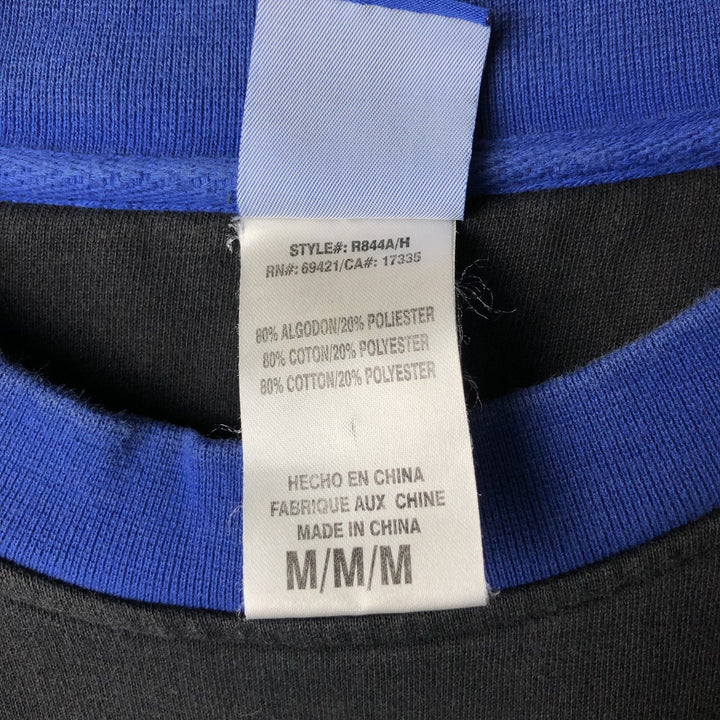 STYLE#: R844A/H
RN#: 69421/CA#: 17335
80% ALGODON/20% POLIESTER
80% COTON/20% POLYESTER
80% COTTON/20% POLYESTER
HECHO EN CHINA
FABRIQUE AUX CHINE
MADE IN CHINA
M/M/M